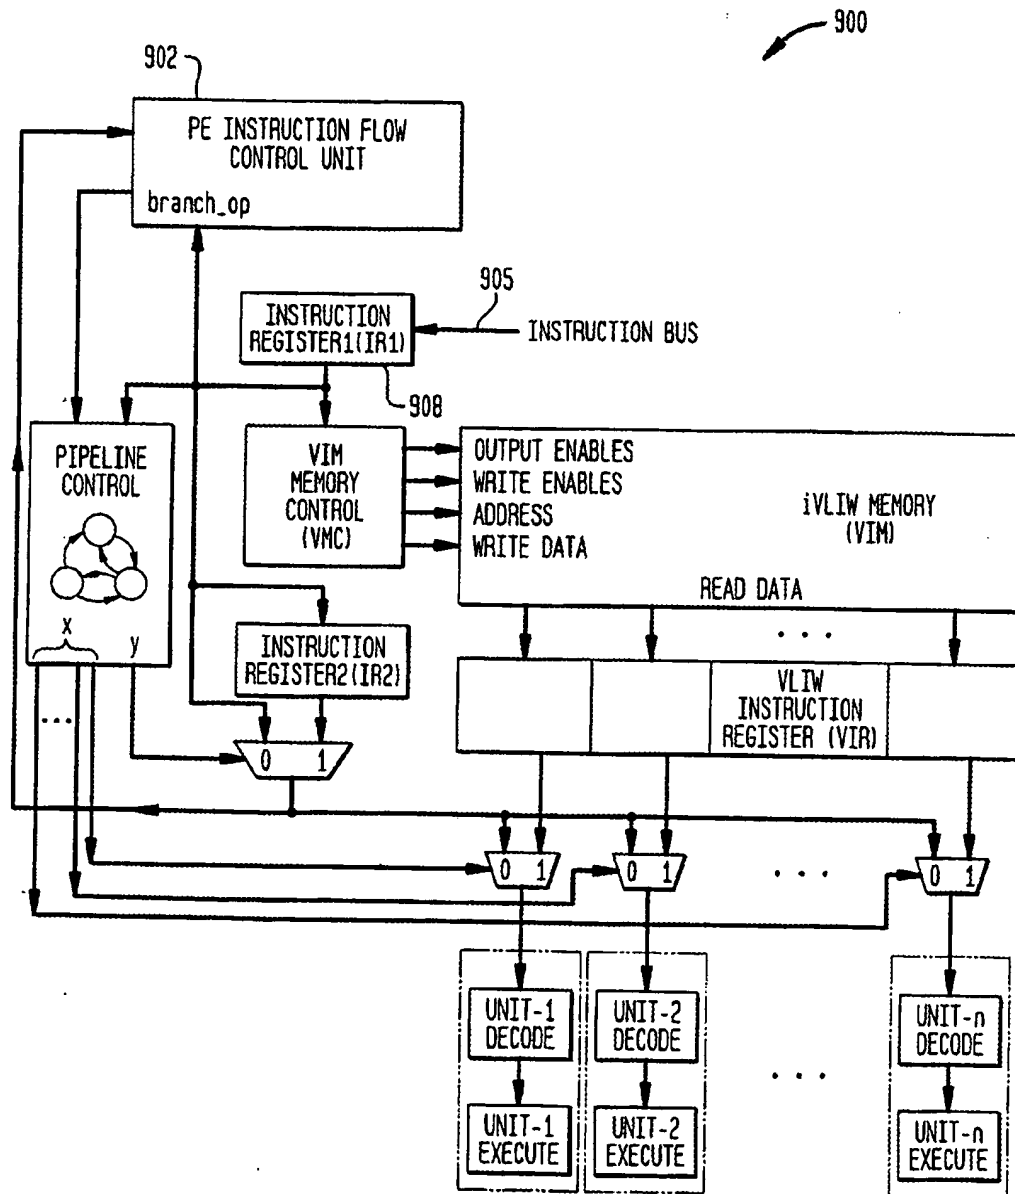 900
902
PE INSTRUCTION FLOW
CONTROL UNIT
branch_op
905
INSTRUCTION
REGISTER1(IR1)
INSTRUCTION BUS
908
PIPELINE
CONTROL
VIM
MEMORY
CONTROL
(VMC)
OUTPUT ENABLES
WRITE ENABLES
ADDRESS
WRITE DATA
iVLIW MEMORY
(VIM)
READ DATA
. . .
x
y
...
INSTRUCTION
REGISTER2(IR2)
VLIW
INSTRUCTION
REGISTER (VIR)
0 1
0 1
0 1
. . .
0 1
UNIT-1
DECODE
UNIT-2
DECODE
UNIT-n
DECODE
. . .
UNIT-1
EXECUTE
UNIT-2
EXECUTE
UNIT-n
EXECUTE